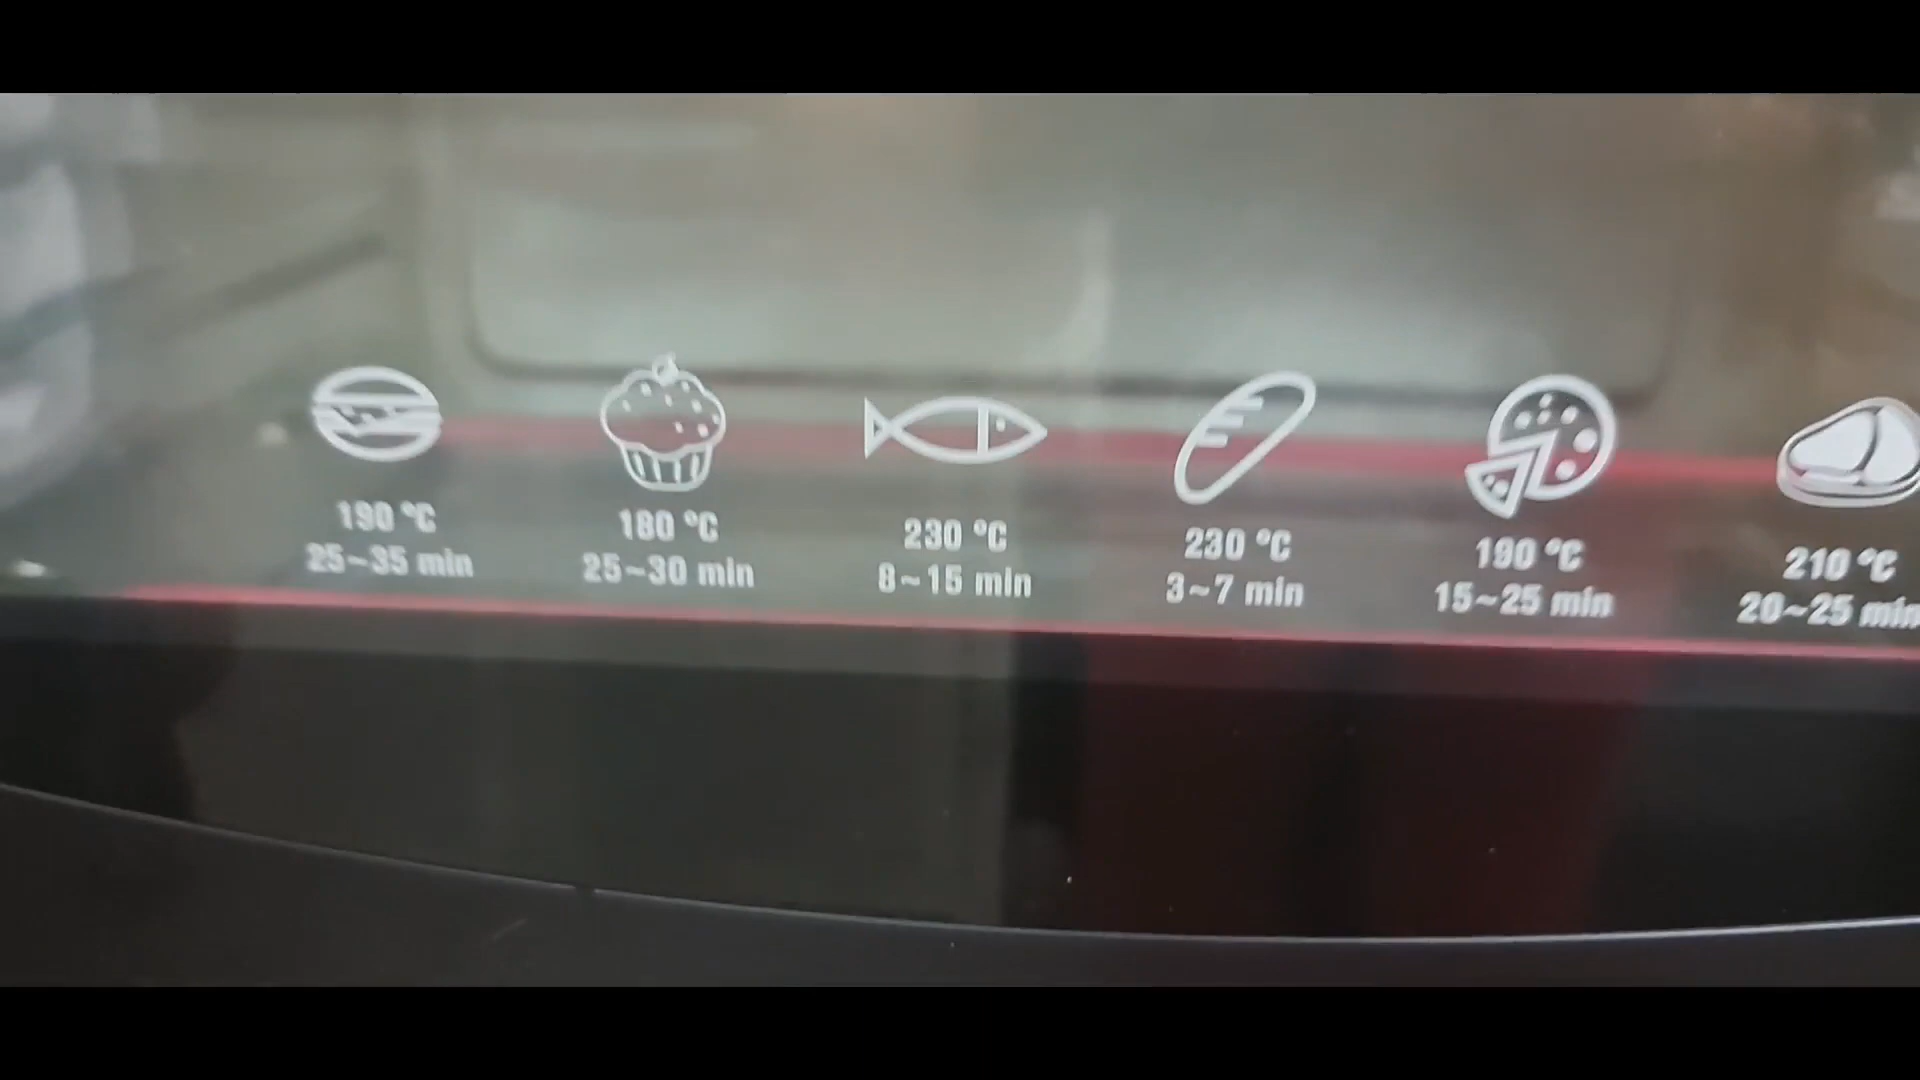 190 °C
25~35 min
180 °C
25~30 min
230 °C
8~15 min
230 °C
3~7 min
190 °C
15~25 min
210 °C
20~25 min